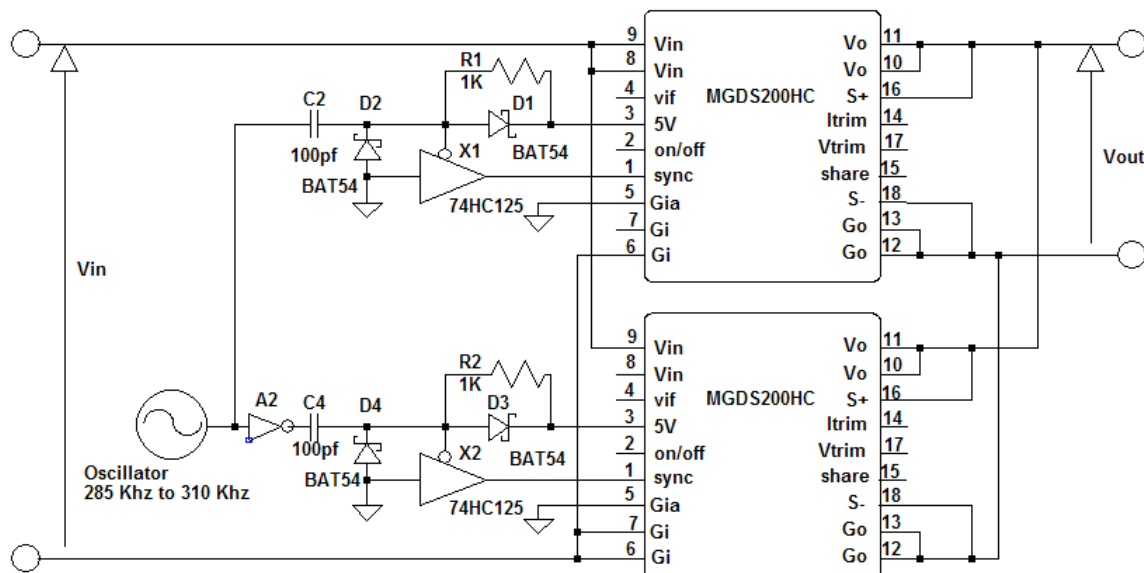 9 Vin Vo 11
8 Vin Vo 10
R1
1K
4 vif MGDS200HC S+ 16
C2 D2 D1
3 5V Itrim 14
100pf
X1
BAT54
2 on/off Vtrim 17
BAT54
1 sync share 15
Vout
74HC125
5 Gia S- 18
7 Gi Go 13
6 Gi Go 12
Vin
9 Vin Vo 11
8 Vin Vo 10
R2
1K
4 vif MGDS200HC S+ 16
A2 C4 D4 D3
3 5V Itrim 14
100pf
X2
BAT54
2 on/off Vtrim 17
Oscillator
285 Khz to 310 Khz
BAT54
1 sync share 15
74HC125
5 Gia S- 18
7 Gi Go 13
6 Gi Go 12